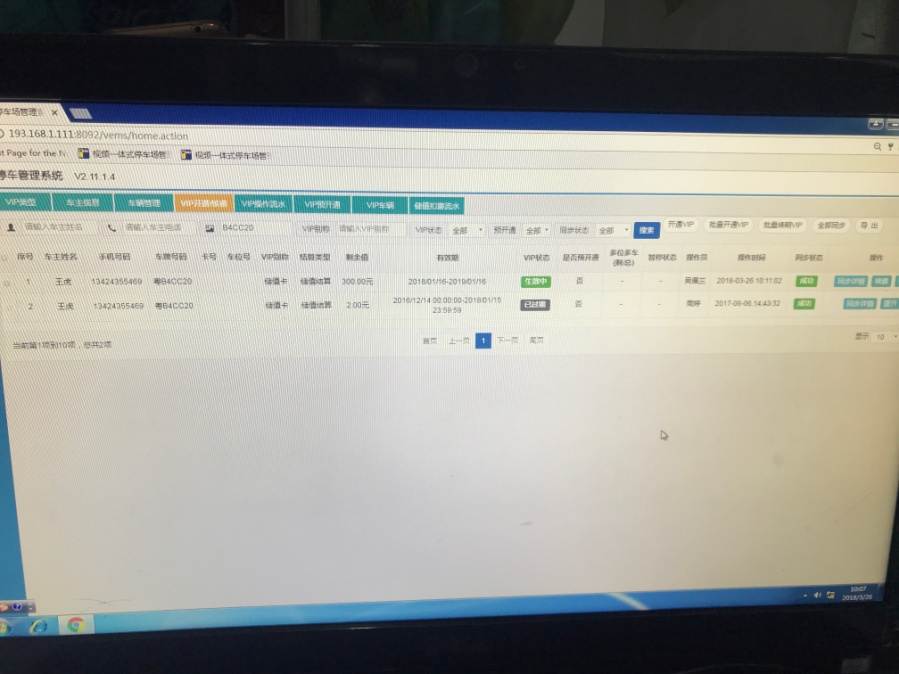 停车场管理
193.168.1.111:8092/vems/home.action
st Page for the N 视频一体式停车场管 视频一体式停车场管
停车管理系统 V2.11.1.4
VIP类型 车主信息 车辆管理 VIP开通/续费 VIP操作流水 VIP预开通 VIP车辆 储值扣费流水
请输入车主姓名 请输入车主电话 B4CC20 VIP别称 请输入VIP别称 VIP状态 全部 预开通 全部 同步状态 全部 搜索 开通VIP 批量开通VIP 批量续期VIP 全部同步 导 出
序号 车主姓名 手机号码 车牌号码 卡号 车位号 VIP别称 结算类型 剩余值 有效期 VIP状态 是否预开通 多位多车(剩/总) 暂停状态 操作员 操作时间 同步状态 操作
1 王虎 13424355469 粤B4CC20 储值卡 储值结算 300.00元 2018/01/16-2019/01/16 生效中 否 - - 2018-03-26 10:11:02 成功 同步详细
2 王虎 13424355469 粤B4CC20 储值卡 储值结算 2.00元 2016/12/14 00:00:00-2018/01/15 23:59:59 已过期 否 - - 2017-08-06 14:43:32 成功 同步详细
当前第1项到10项，总共2项 首页 上一页 1 下一页 尾页 显示 10
10:07
2018/3/26